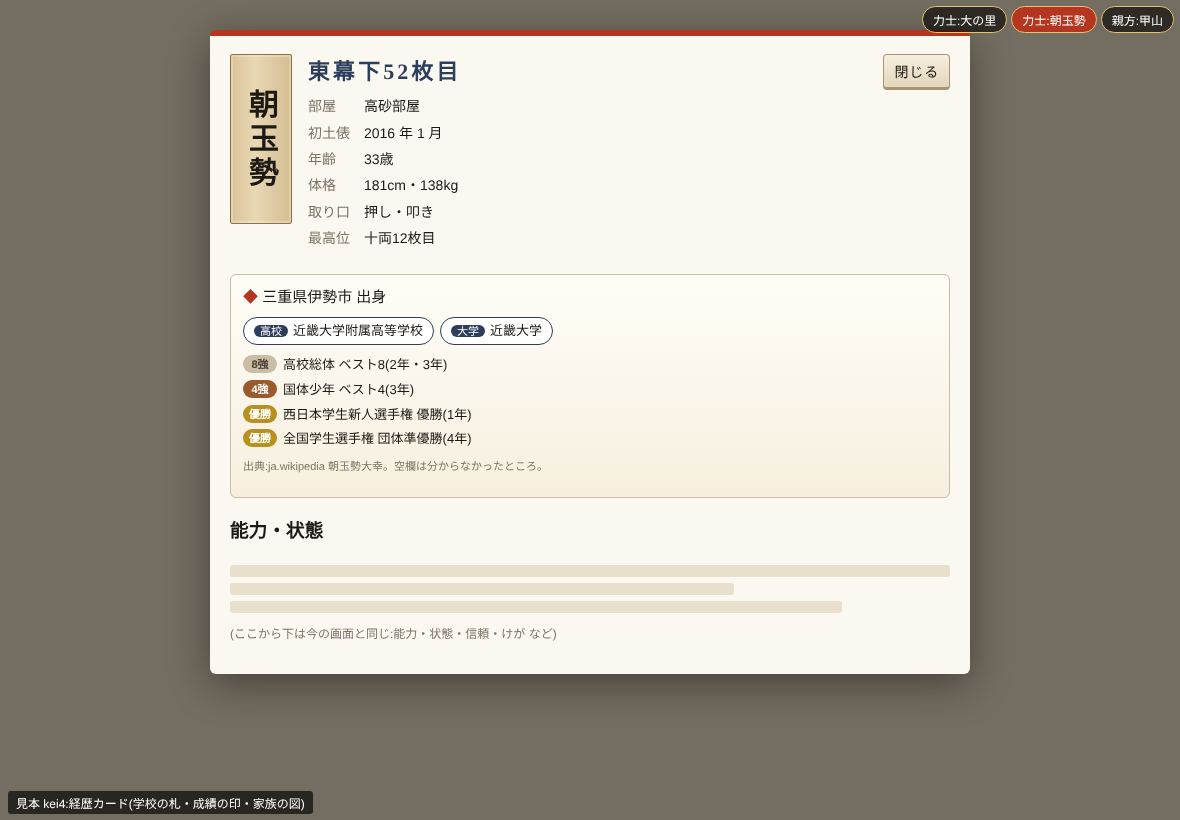 力士:大の里 力士:朝玉勢 親方:甲山
朝玉勢
東幕下52枚目
閉じる
部屋 高砂部屋
初土俵 2016 年 1 月
年齢 33歳
体格 181cm・138kg
取り口 押し・叩き
最高位 十両12枚目
◆ 三重県伊勢市 出身
高校 近畿大学附属高等学校 大学 近畿大学
8強 高校総体 ベスト8(2年・3年)
4強 国体少年 ベスト4(3年)
優勝 西日本学生新人選手権 優勝(1年)
優勝 全国学生選手権 団体準優勝(4年)
出典:ja.wikipedia 朝玉勢大幸。空欄は分からなかったところ。
能力・状態
(ここから下は今の画面と同じ:能力・状態・信頼・けが など)
見本 kei4:経歴カード(学校の札・成績の印・家族の図)